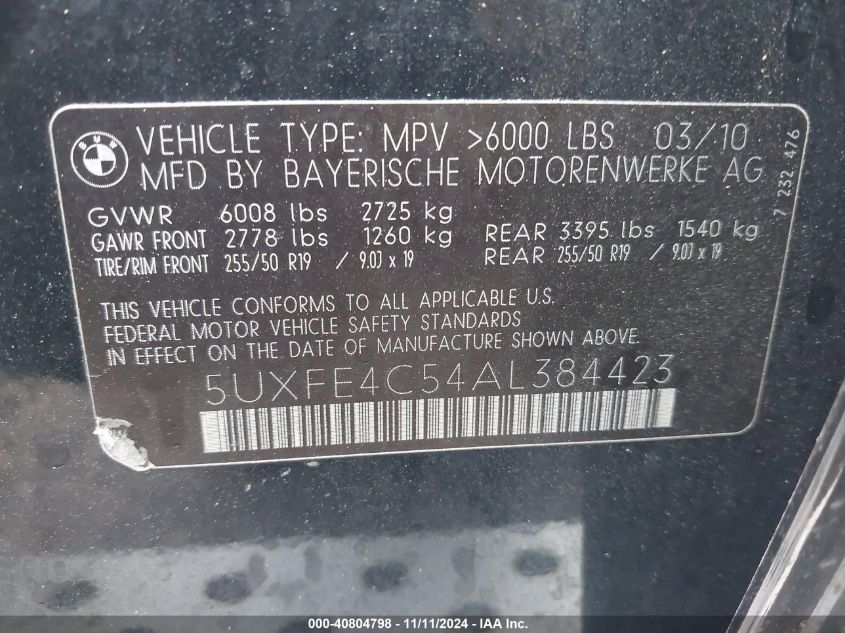 VEHICLE TYPE: MPV >6000 LBS 03/10
MFD BY BAYERISCHE MOTORENWERKE AG
7 232 476
GVWR 6008 lbs 2725 kg
GAWR FRONT 2778 lbs 1260 kg REAR 3395 lbs 1540 kg
TIRE/RIM FRONT 255/50 R19 / 9.0J x 19 REAR 255/50 R19 / 9.0J x 19
THIS VEHICLE CONFORMS TO ALL APPLICABLE U.S.
FEDERAL MOTOR VEHICLE SAFETY STANDARDS
IN EFFECT ON THE DATE OF MANUFACTURE SHOWN ABOVE.
5UXFE4C54AL384423
000-40804798 - 11/11/2024 - IAA Inc.